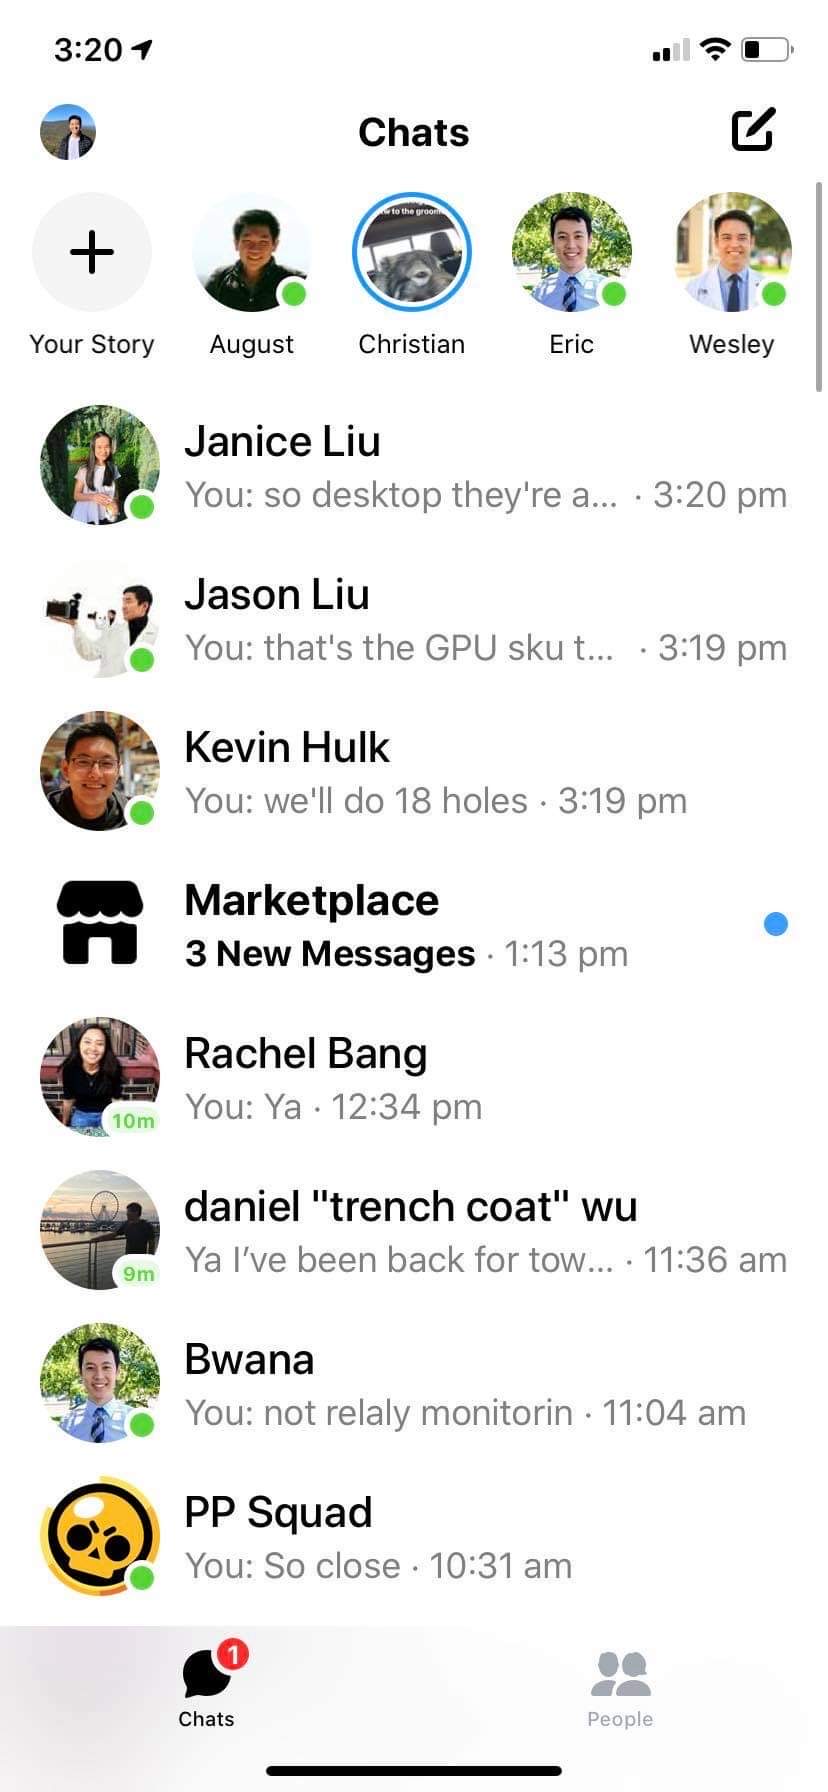 3:20
Chats
Your Story
August
Christian
Eric
Wesley
Janice Liu
You: so desktop they're a... · 3:20 pm
Jason Liu
You: that's the GPU sku t... · 3:19 pm
Kevin Hulk
You: we'll do 18 holes · 3:19 pm
Marketplace
3 New Messages · 1:13 pm
Rachel Bang
You: Ya · 12:34 pm
10m
daniel "trench coat" wu
Ya I've been back for tow... · 11:36 am
9m
Bwana
You: not relaly monitorin · 11:04 am
PP Squad
You: So close · 10:31 am
1
Chats
People